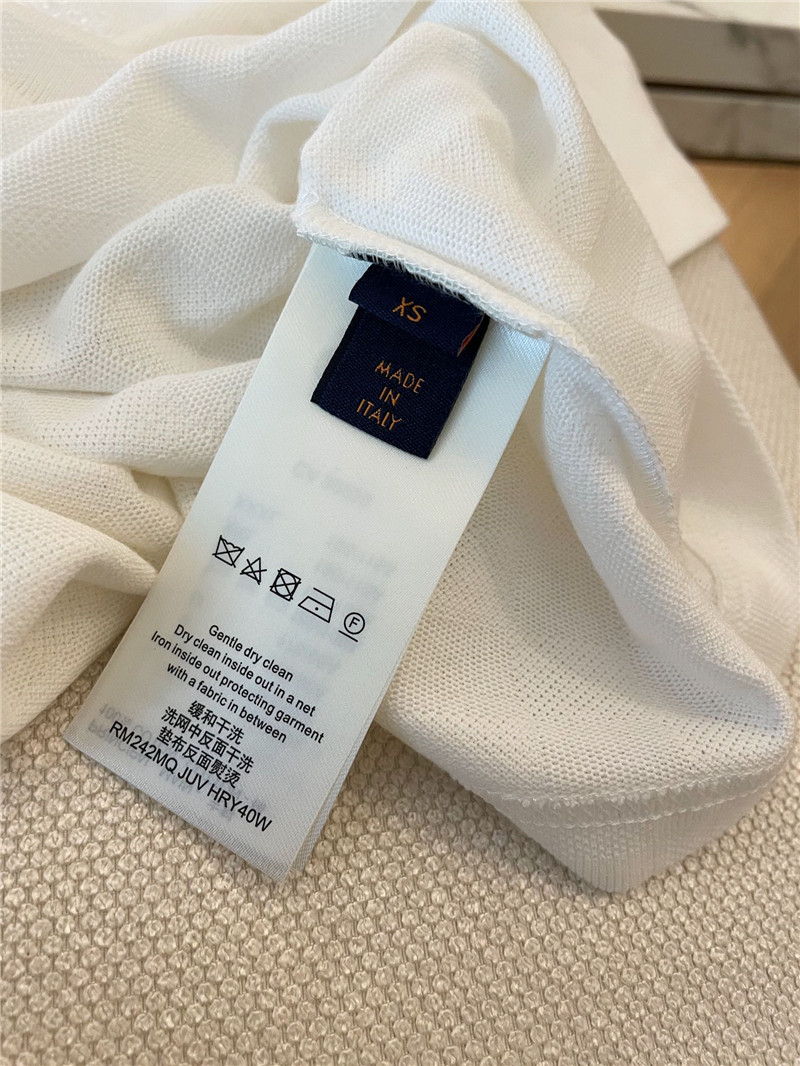 XS
MADE
IN
ITALY
F
Gentle dry clean
Dry clean inside out in a net
Iron inside out protecting garment
with a fabric in between
缓和干洗
洗网中反面干洗
垫布反面熨烫
RM242MQ JUV HRY40W